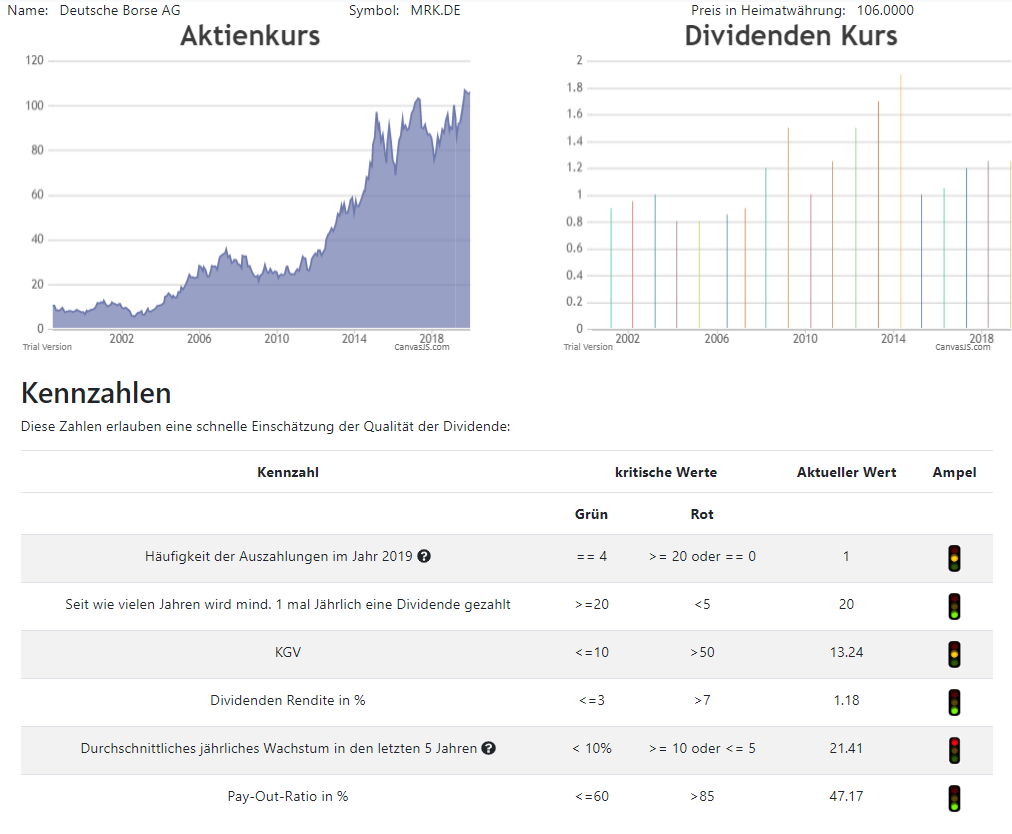 Name: Deutsche Borse AG Symbol: MRK.DE Preis in Heimatwährung: 106.0000
Aktienkurs
120
100
80
60
40
20
0
2002 2006 2010 2014 2018
Trial Version CanvasJS.com
Dividenden Kurs
2
1.8
1.6
1.4
1.2
1
0.8
0.6
0.4
0.2
0
2002 2006 2010 2014 2018
Trial Version CanvasJS.com
Kennzahlen
Diese Zahlen erlauben eine schnelle Einschätzung der Qualität der Dividende:
Kennzahl kritische Werte Aktueller Wert Ampel
Grün Rot
Häufigkeit der Auszahlungen im Jahr 2019 ? == 4 >= 20 oder == 0 1
Seit wie vielen Jahren wird mind. 1 mal Jährlich eine Dividende gezahlt >=20 <5 20
KGV <=10 >50 13.24
Dividenden Rendite in % <=3 >7 1.18
Durchschnittliches jährliches Wachstum in den letzten 5 Jahren ? < 10% >= 10 oder <= 5 21.41
Pay-Out-Ratio in % <=60 >85 47.17